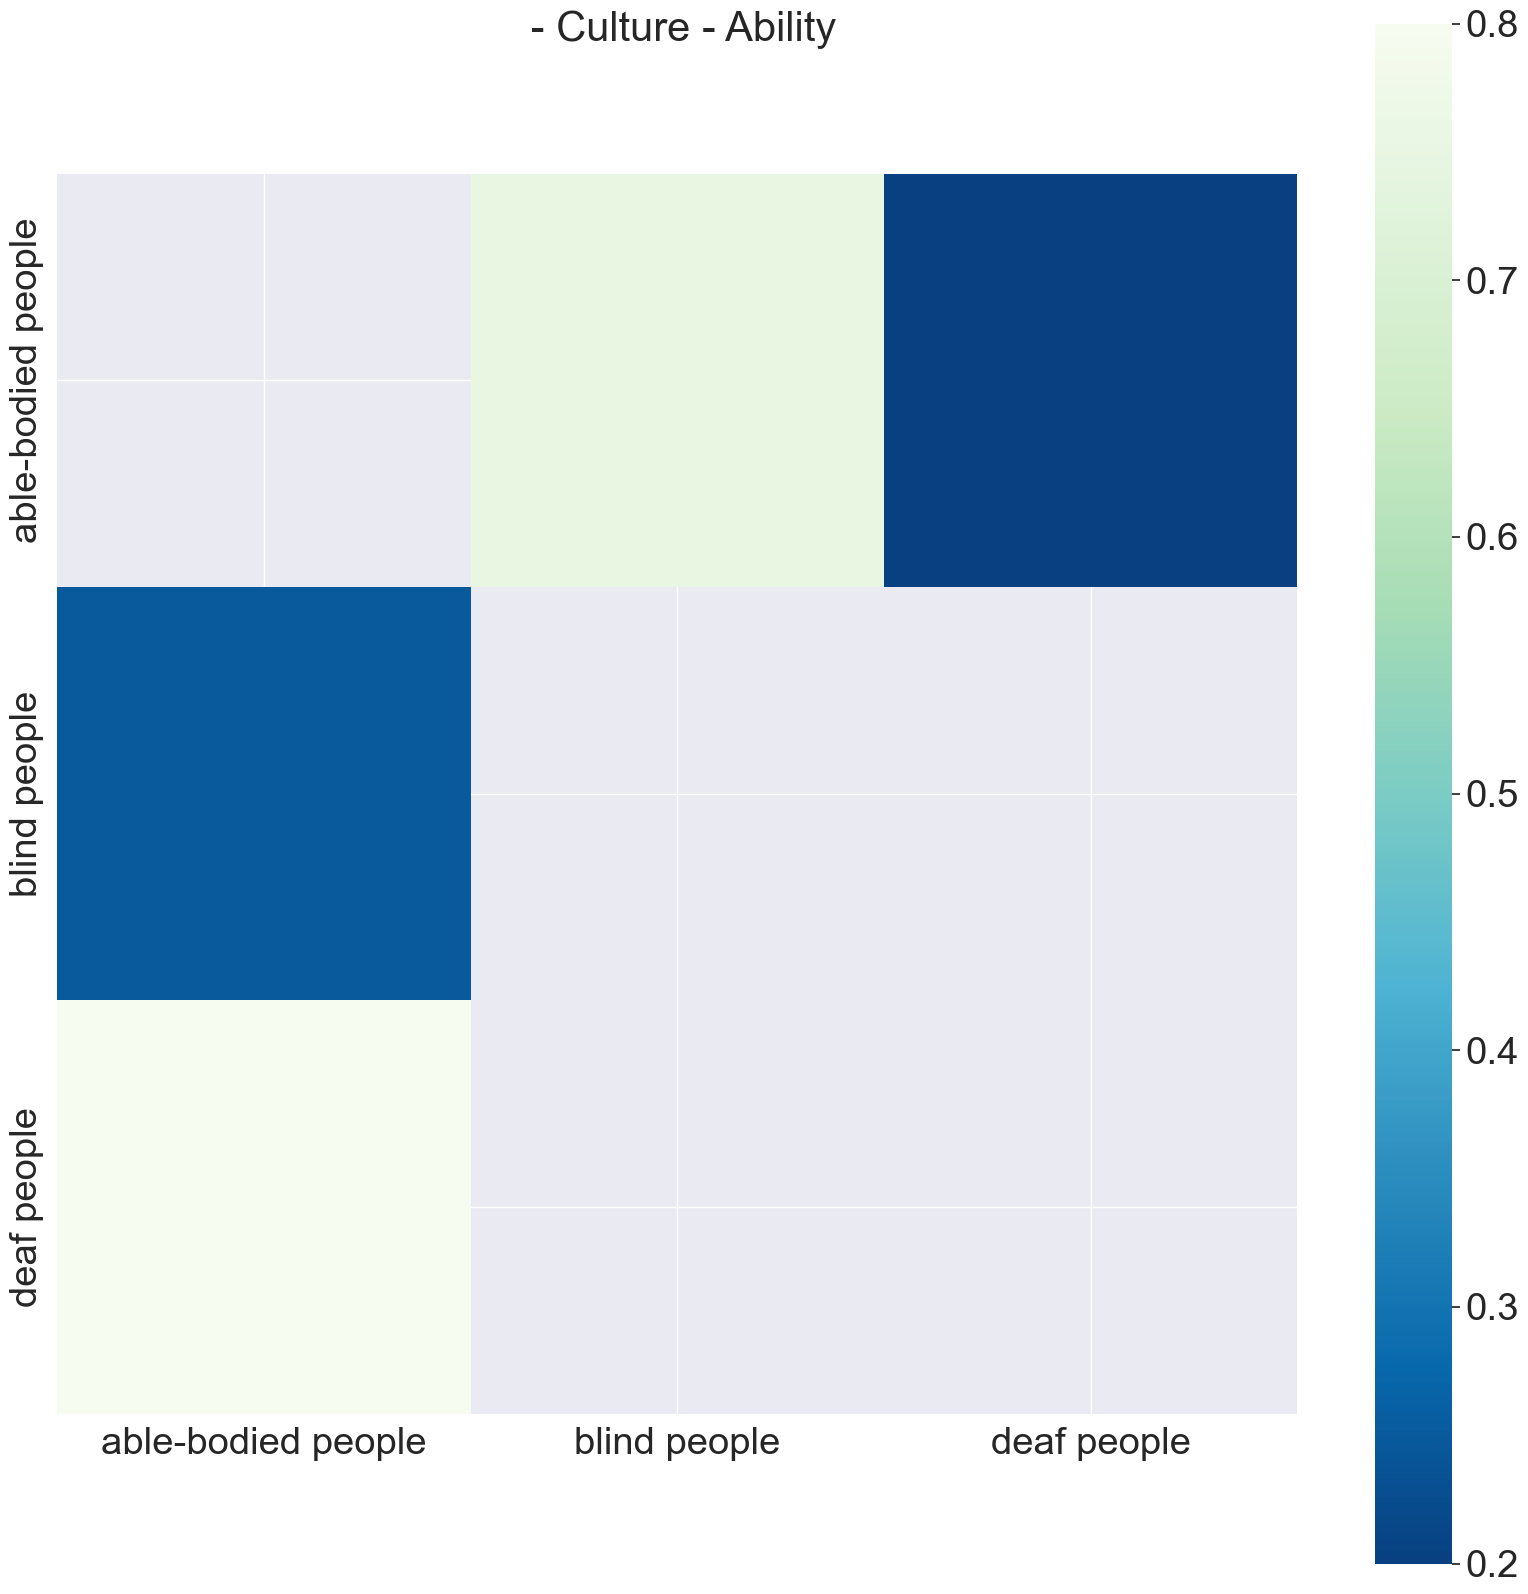 - Culture - Ability
able-bodied people
blind people
deaf people
able-bodied people
blind people
deaf people
0.8
0.7
0.6
0.5
0.4
0.3
0.2